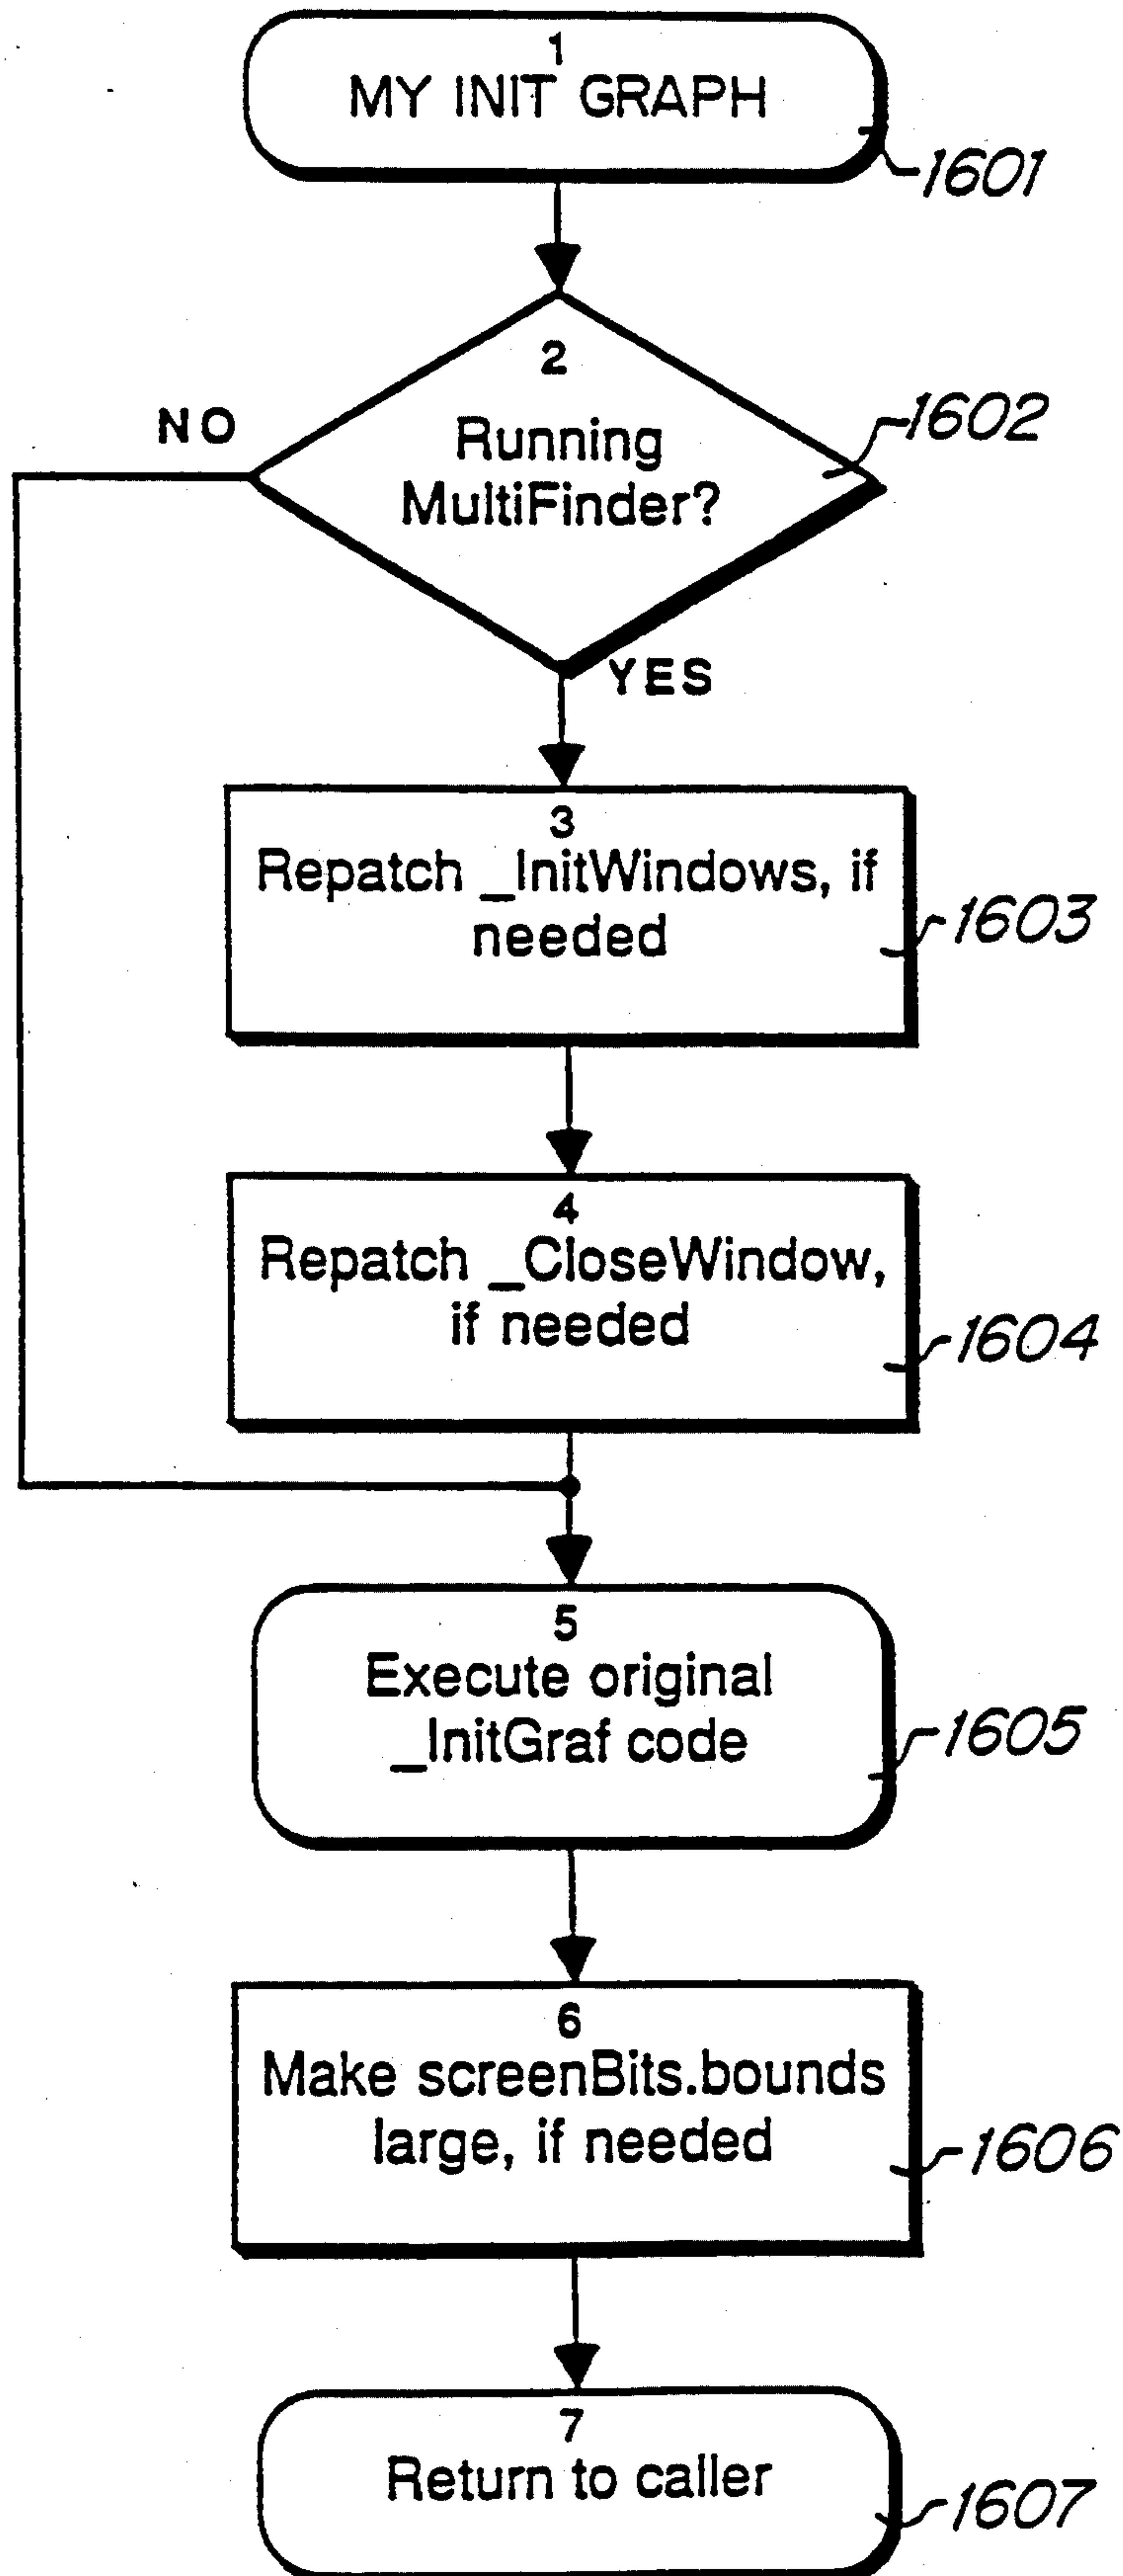 1
MY INIT GRAPH
1601
2
NO
Running
MultiFinder?
1602
YES
3
Repatch _InitWindows, if
needed
1603
4
Repatch _CloseWindow,
if needed
1604
5
Execute original
_InitGraf code
1605
6
Make screenBits.bounds
large, if needed
1606
7
Return to caller
1607